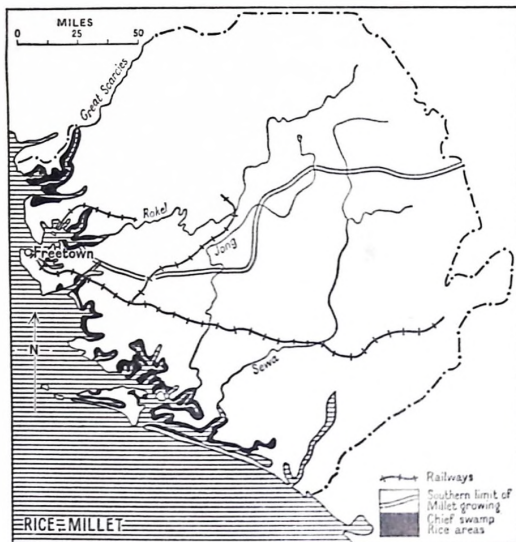 MILES
0 25 50
Great Scarcies
Rokel
Freetown
Jong
N
Sewa
Railways
Southern limit of
Millet growing
Chief swamp
Rice areas
RICE=MILLET